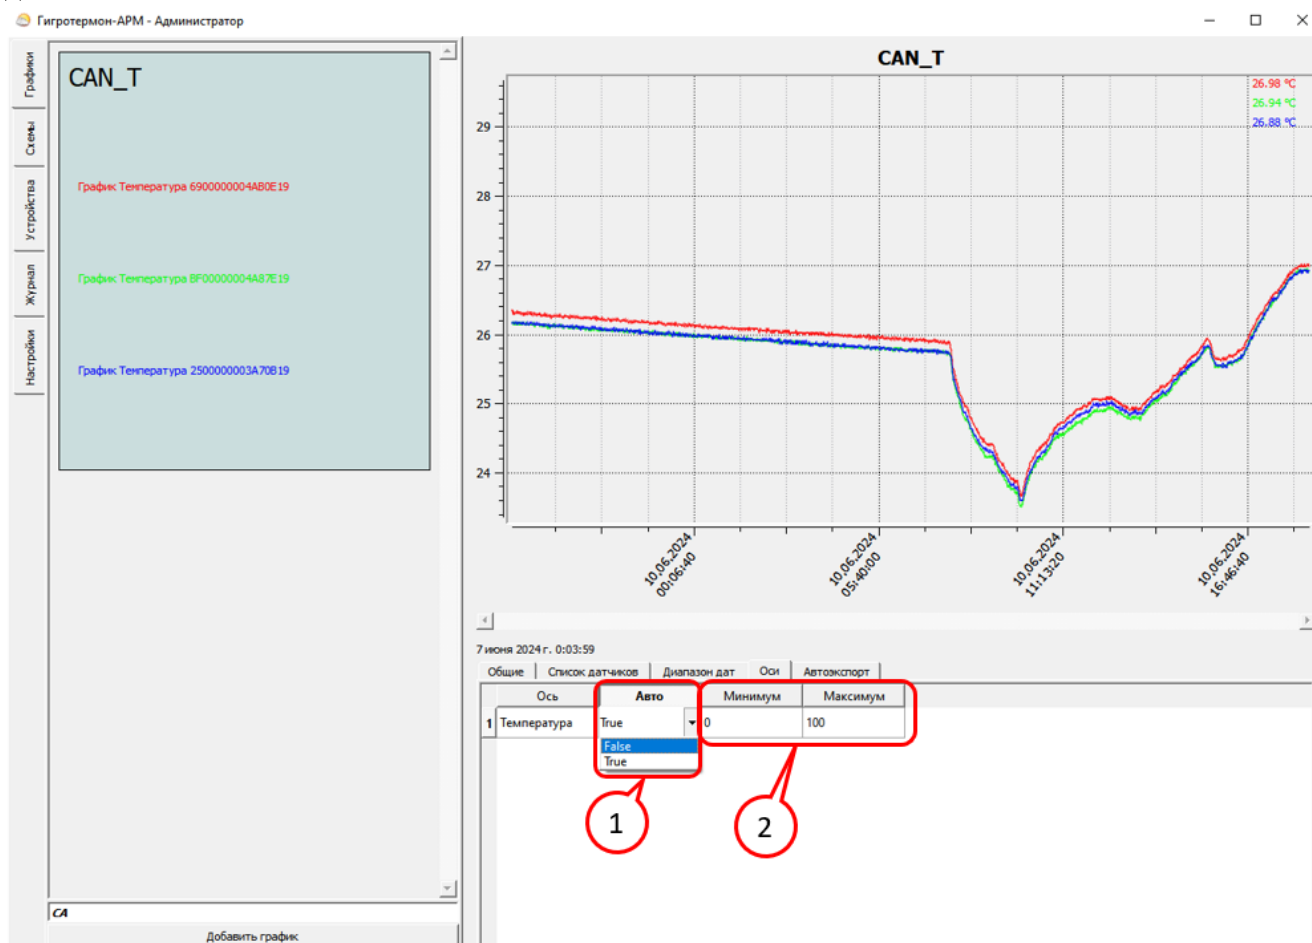 Гигротермон-АРМ - Администратор
Графики
Схемы
Устройства
Журнал
Настройки
CAN_T
График Температура 6900000004AB0E19
График Температура BF00000004A87E19
График Температура 2500000003A70B19
CA
Добавить график
CAN_T
26.98 °C
26.94 °C
26.88 °C
29
28
27
26
25
24
10,06,2024
00:06:40
10,06,2024
05:40:00
10,06,2024
11:13:20
10,06,2024
16:46:40
7 июня 2024 г. 0:03:59
Общие Список датчиков Диапазон дат Оси Автоэкспорт
Ось Авто Минимум Максимум
1 Температура True 0 100
False
True
1
2